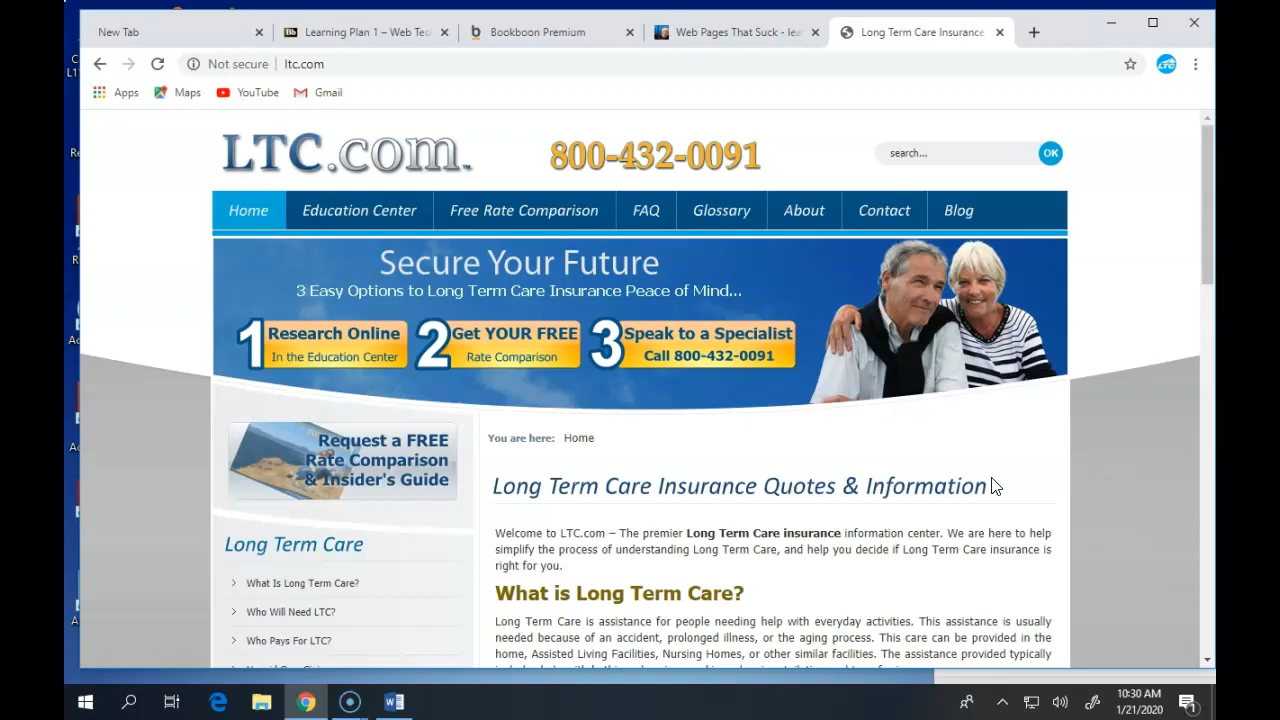 New Tab
Learning Plan 1 – Web Tec
Bookboon Premium
Web Pages That Suck - lea
Long Term Care Insurance
Not secure | ltc.com
Apps
Maps
YouTube
Gmail
LTC.com™
800-432-0091
search...
OK
Home
Education Center
Free Rate Comparison
FAQ
Glossary
About
Contact
Blog
Secure Your Future
3 Easy Options to Long Term Care Insurance Peace of Mind...
1 Research Online
In the Education Center
2 Get YOUR FREE
Rate Comparison
3 Speak to a Specialist
Call 800-432-0091
Request a FREE
Rate Comparison
& Insider's Guide
Long Term Care
What Is Long Term Care?
Who Will Need LTC?
Who Pays For LTC?
You are here: Home
Long Term Care Insurance Quotes & Information
Welcome to LTC.com – The premier Long Term Care insurance information center. We are here to help
simplify the process of understanding Long Term Care, and help you decide if Long Term Care insurance is
right for you.
What is Long Term Care?
Long Term Care is assistance for people needing help with everyday activities. This assistance is usually
needed because of an accident, prolonged illness, or the aging process. This care can be provided in the
home, Assisted Living Facilities, Nursing Homes, or other similar facilities. The assistance provided typically
10:30 AM
1/21/2020